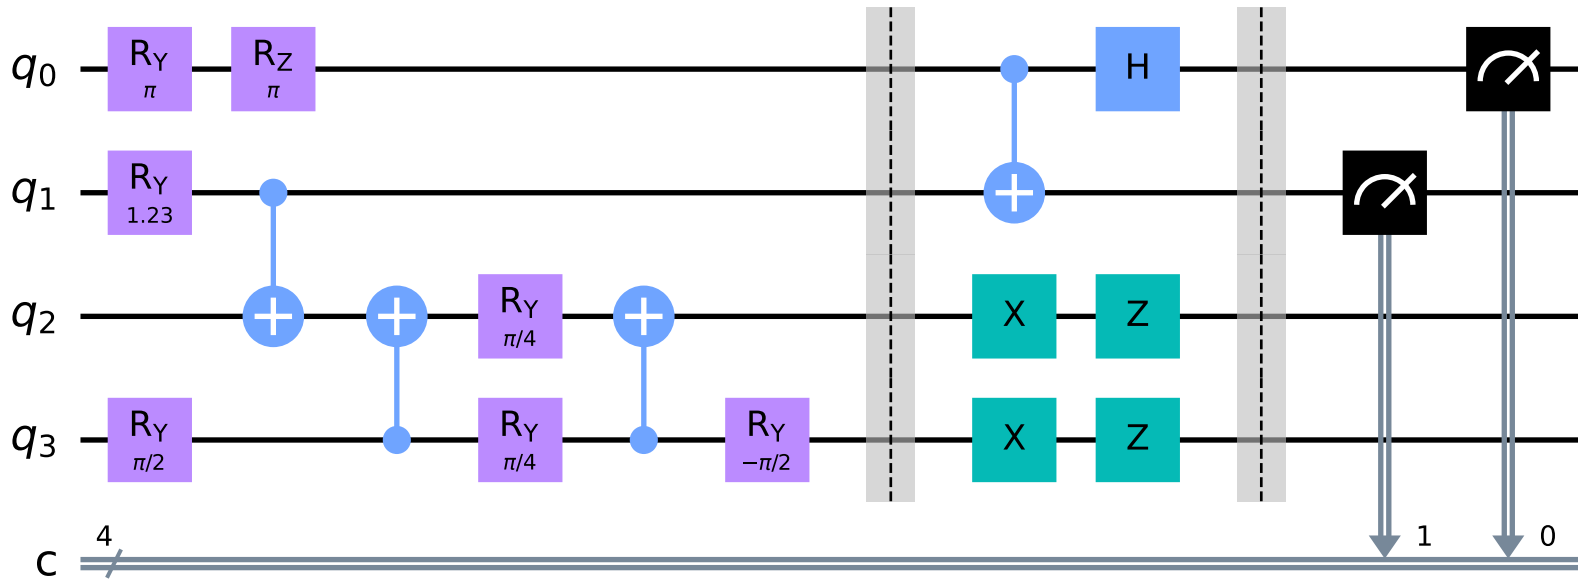 q0 RY π RZ π H
q1 RY 1.23
q2 RY π/4 X Z
q3 RY π/2 RY π/4 RY −π/2 X Z
c 4 1 0